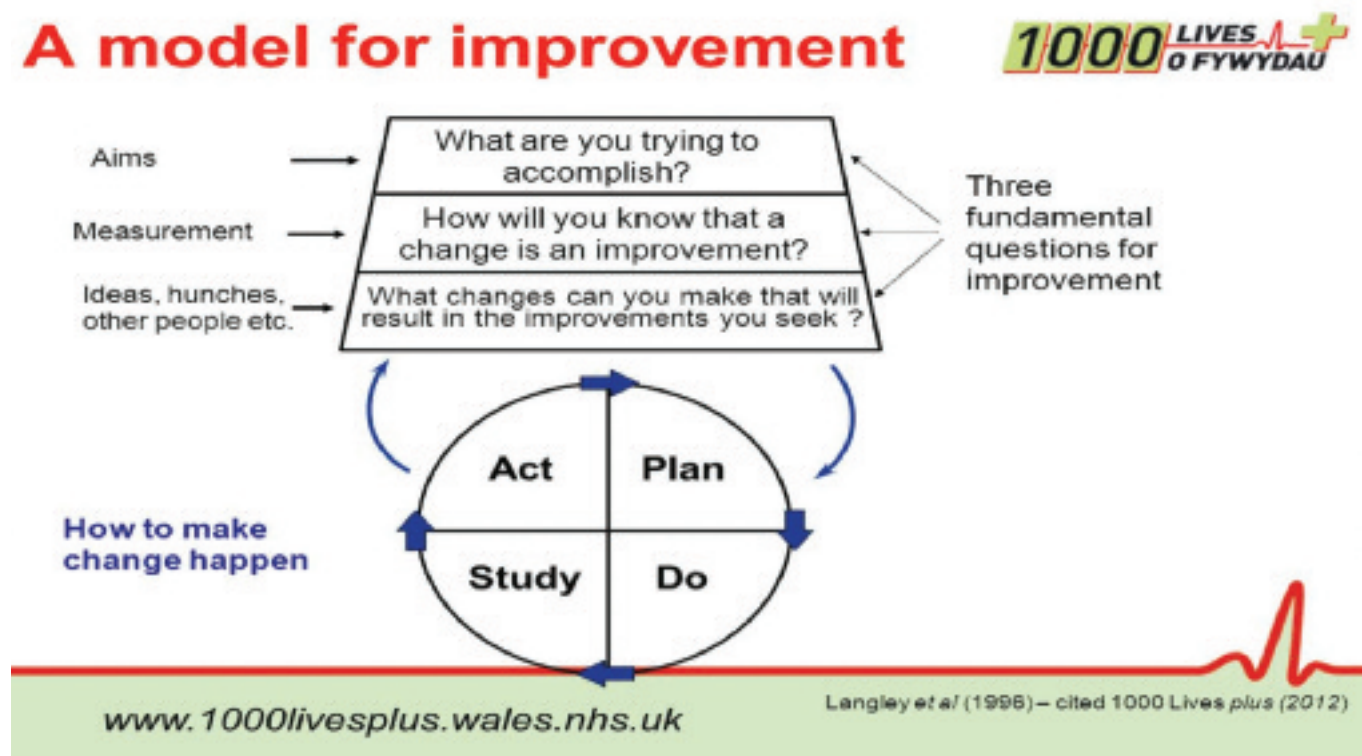 A model for improvement
1000 LIVES +
O FYWYDAU
Aims
What are you trying to
accomplish?
Measurement
How will you know that a
change is an improvement?
Ideas, hunches,
other people etc.
What changes can you make that will
result in the improvements you seek ?
Three
fundamental
questions for
improvement
Act
Plan
Study
Do
How to make
change happen
www.1000livesplus.wales.nhs.uk
Langley et al (1996) – cited 1000 Lives plus (2012)